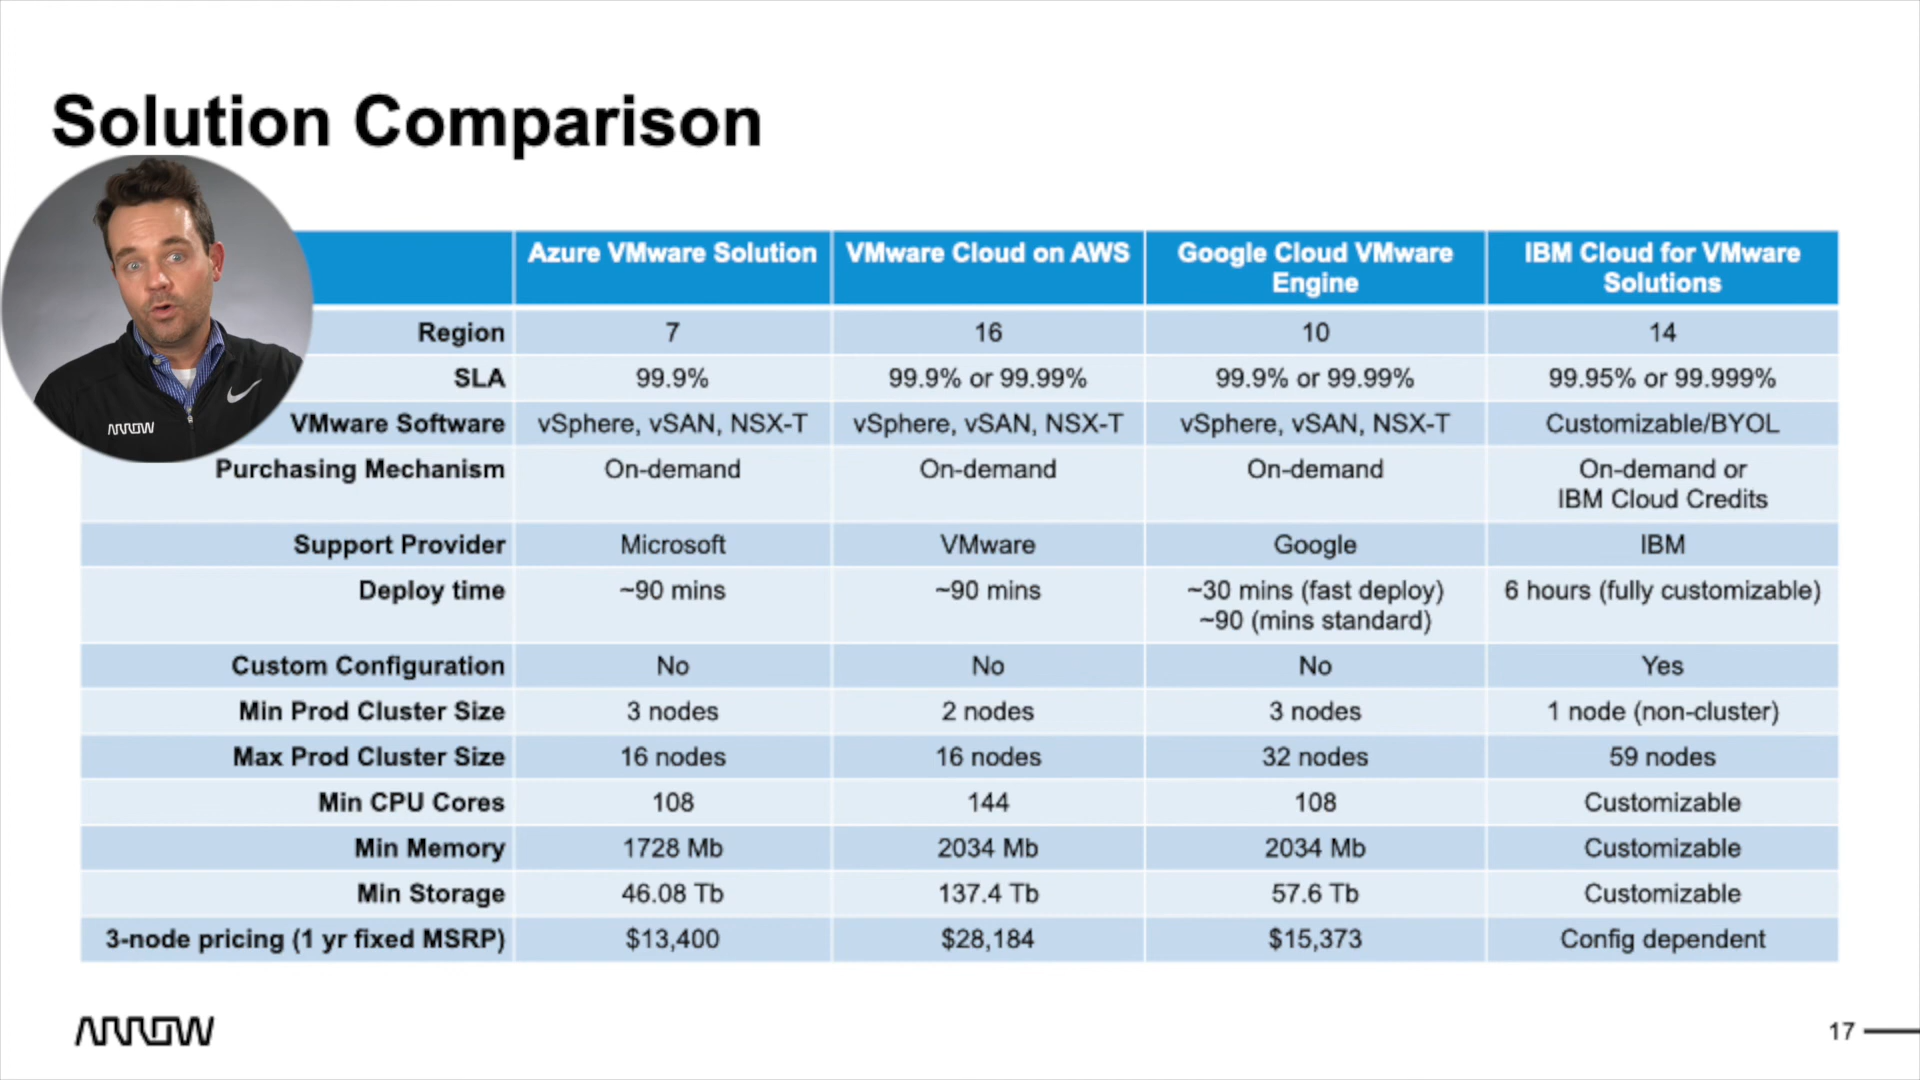 Solution Comparison
Azure VMware Solution VMware Cloud on AWS Google Cloud VMware Engine IBM Cloud for VMware Solutions
Region 7 16 10 14
SLA 99.9% 99.9% or 99.99% 99.9% or 99.99% 99.95% or 99.999%
VMware Software vSphere, vSAN, NSX-T vSphere, vSAN, NSX-T vSphere, vSAN, NSX-T Customizable/BYOL
Purchasing Mechanism On-demand On-demand On-demand On-demand or IBM Cloud Credits
Support Provider Microsoft VMware Google IBM
Deploy time ~90 mins ~90 mins ~30 mins (fast deploy) ~90 (mins standard) 6 hours (fully customizable)
Custom Configuration No No No Yes
Min Prod Cluster Size 3 nodes 2 nodes 3 nodes 1 node (non-cluster)
Max Prod Cluster Size 16 nodes 16 nodes 32 nodes 59 nodes
Min CPU Cores 108 144 108 Customizable
Min Memory 1728 Mb 2034 Mb 2034 Mb Customizable
Min Storage 46.08 Tb 137.4 Tb 57.6 Tb Customizable
3-node pricing (1 yr fixed MSRP) $13,400 $28,184 $15,373 Config dependent
ARROW
ARROW
17